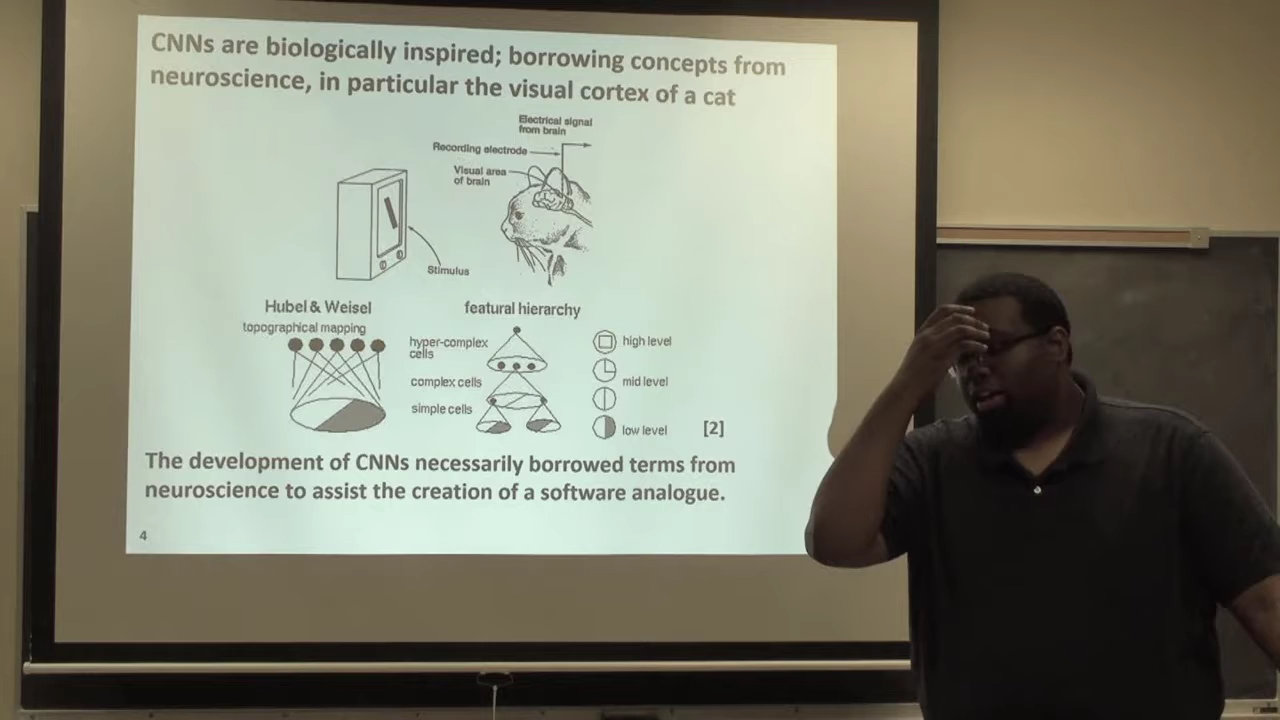 CNNs are biologically inspired; borrowing concepts from
neuroscience, in particular the visual cortex of a cat
Electrical signal
from brain
Recording electrode
Visual area
of brain
Stimulus
Hubel & Weisel
topographical mapping
featural hierarchy
hyper-complex
cells
complex cells
simple cells
high level
mid level
low level
[2]
The development of CNNs necessarily borrowed terms from
neuroscience to assist the creation of a software analogue.
4